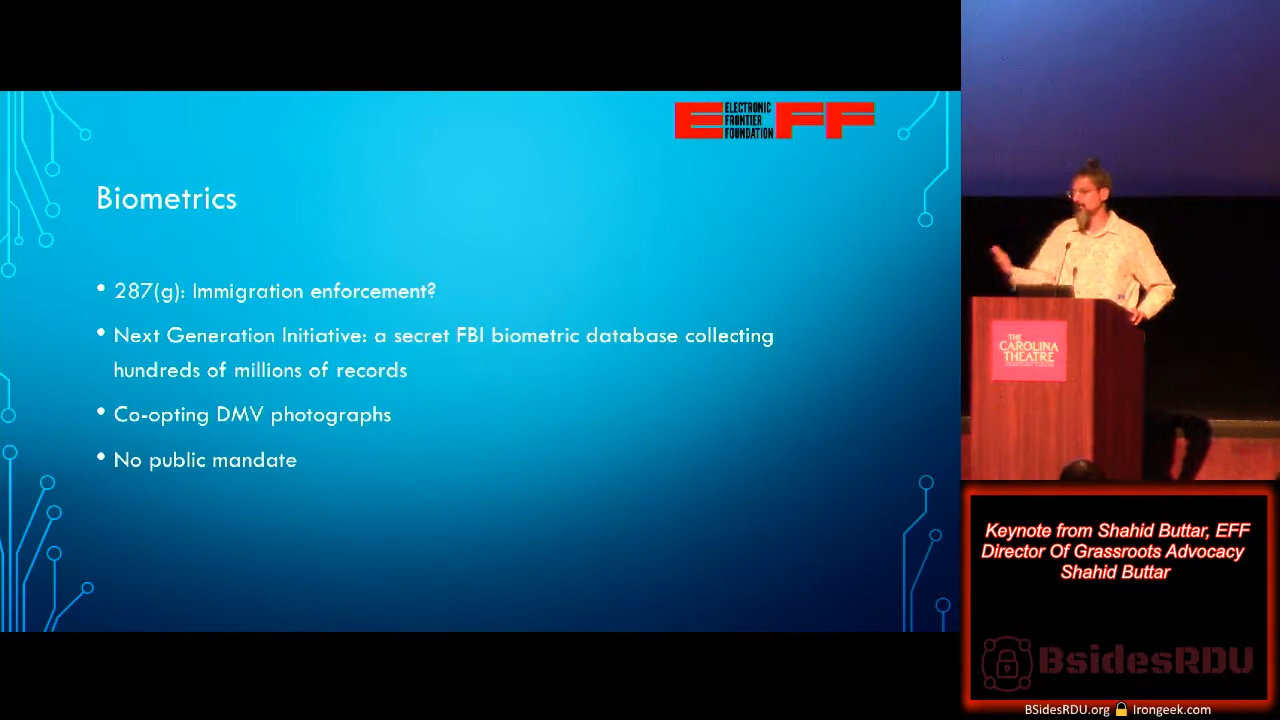 ELECTRONIC
FRONTIER
FOUNDATION
EFF
Biometrics
• 287(g): Immigration enforcement?
• Next Generation Initiative: a secret FBI biometric database collecting
hundreds of millions of records
• Co-opting DMV photographs
• No public mandate
THE
CAROLINA
THEATRE
Keynote from Shahid Buttar, EFF
Director Of Grassroots Advocacy
Shahid Buttar
BsidesRDU
BSidesRDU.org Irongeek.com